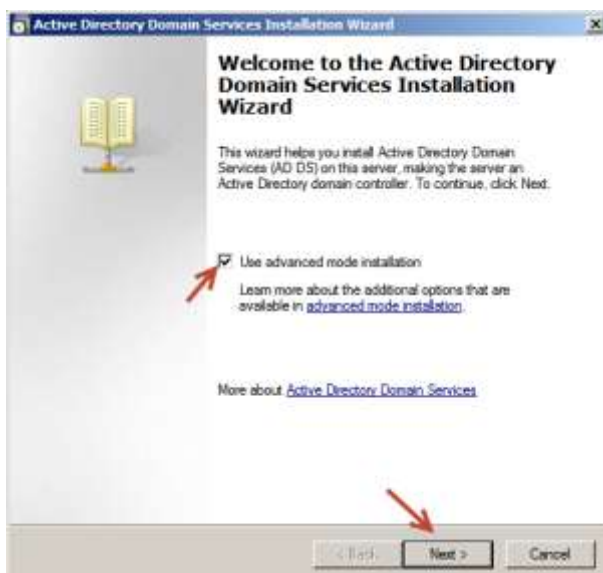 Active Directory Domain Services Installation Wizard
Welcome to the Active Directory
Domain Services Installation
Wizard
This wizard helps you install Active Directory Domain
Services (AD DS) on this server, making the server an
Active Directory domain controller. To continue, click Next.
Use advanced mode installation
Learn more about the additional options that are
available in advanced mode installation.
More about Active Directory Domain Services
< Back
Next >
Cancel